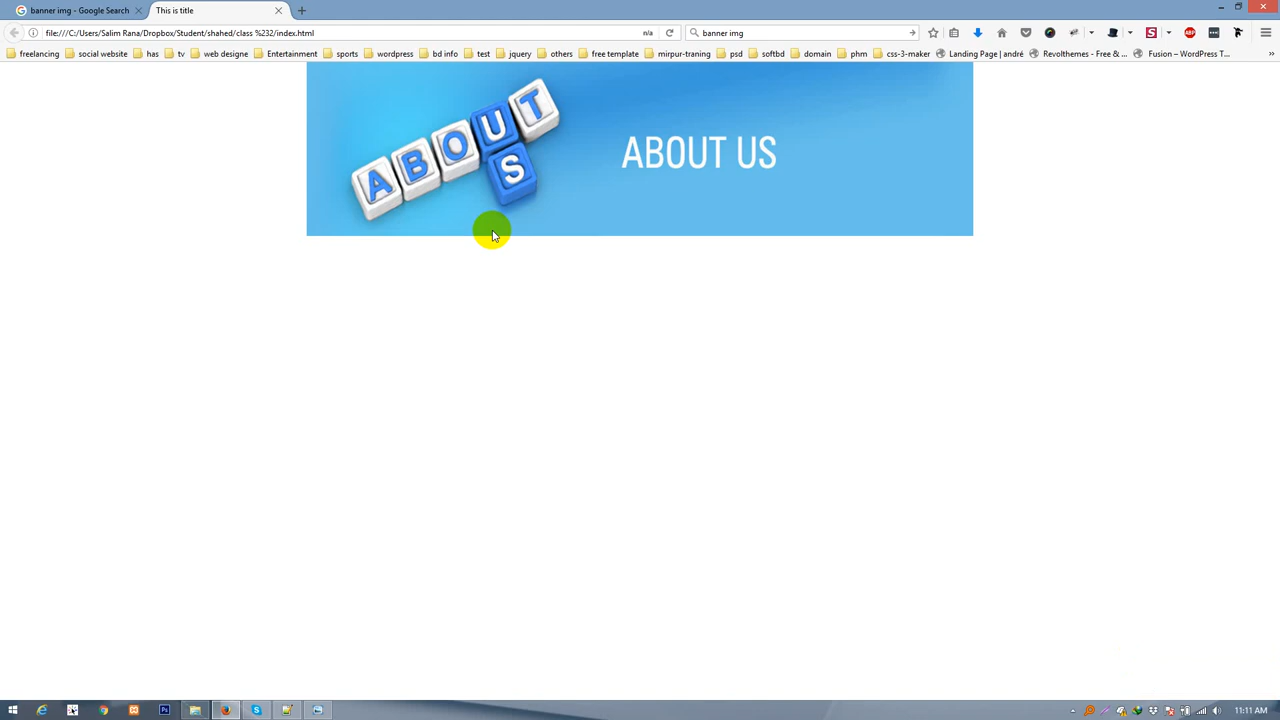 banner img - Google Search
This is title
file:///C:/Users/Salim Rana/Dropbox/Student/shahed/class %232/index.html
n/a
banner img
freelancing
social website
has
tv
web designe
Entertainment
sports
wordpress
bd info
test
jquery
others
free template
mirpur-traning
psd
softbd
domain
phm
css-3-maker
Landing Page | andré
Revolthemes - Free & ...
Fusion – WordPress T...
S
ABP
ABOUT
US
ABOUT US
Ps
S
11:11 AM